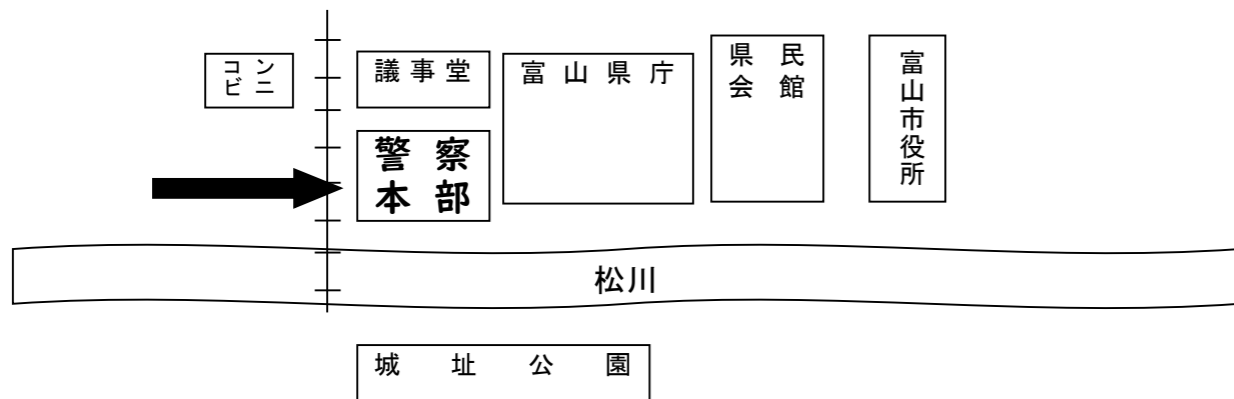 コンビニ
議事堂
富山県庁
県民会館
富山市役所
警察本部
松川
城址公園